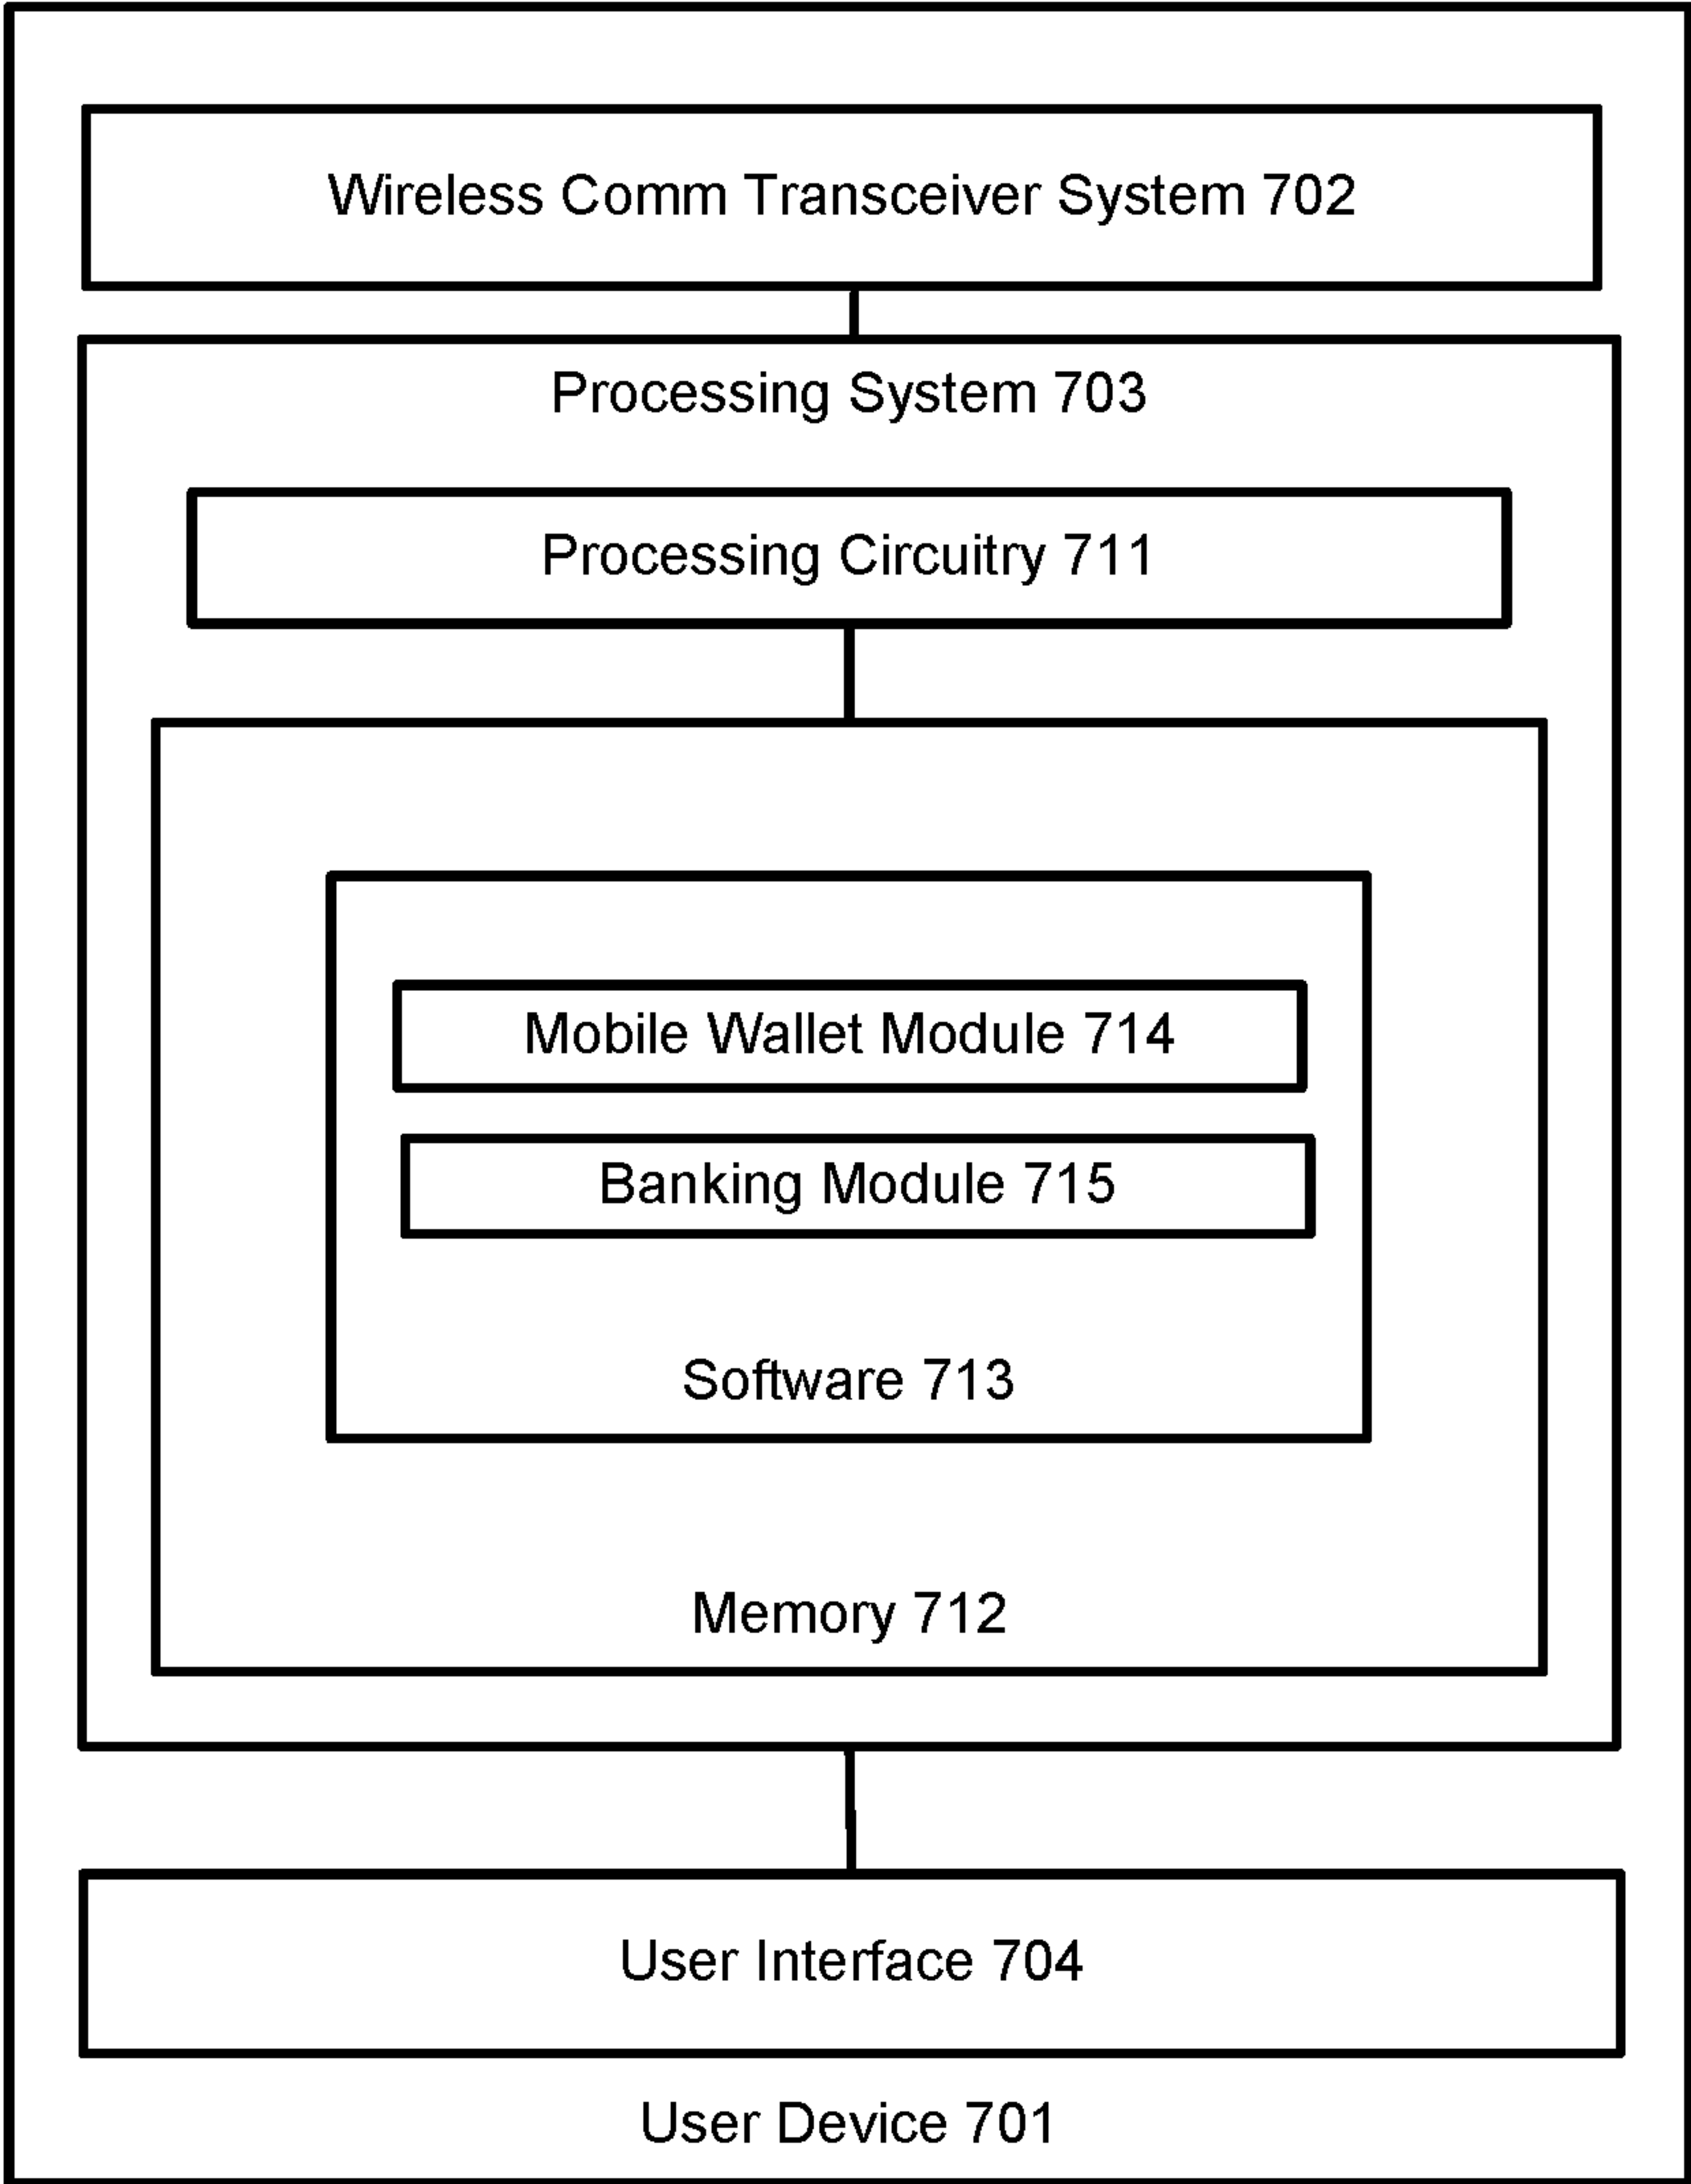 Wireless Comm Transceiver System 702
Processing System 703
Processing Circuitry 711
Mobile Wallet Module 714
Banking Module 715
Software 713
Memory 712
User Interface 704
User Device 701